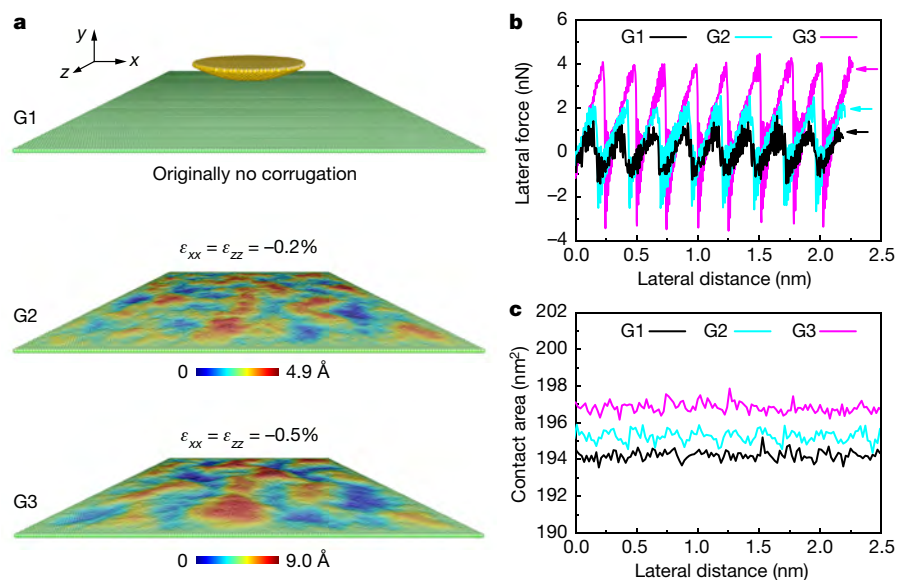 a
y
z
x
G1
Originally no corrugation
εxx = εzz = –0.2%
G2
0 4.9 Å
εxx = εzz = –0.5%
G3
0 9.0 Å
b
G1 G2 G3
6
4
2
0
–2
–4
Lateral force (nN)
0.0 0.5 1.0 1.5 2.0 2.5
Lateral distance (nm)
c
G1 G2 G3
202
200
198
196
194
192
190
Contact area (nm²)
0.0 0.5 1.0 1.5 2.0 2.5
Lateral distance (nm)